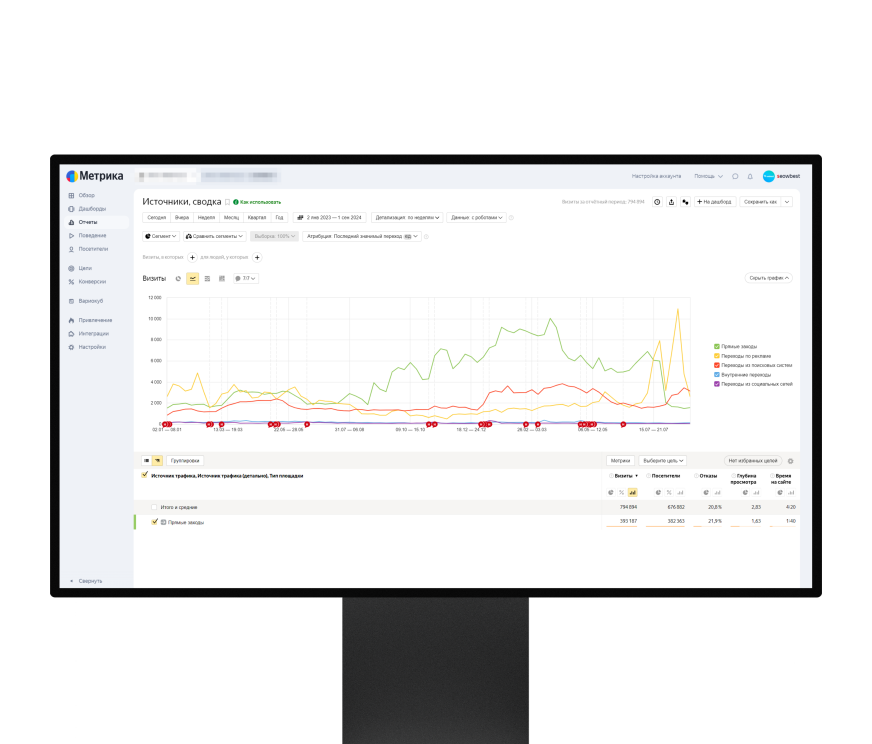 Метрика
Настройка аккаунта Помощь seowbest
Обзор
Дашборды
Отчеты
Поведение
Посетители
Цели
Конверсии
Вариокуб
Привлечение
Интеграции
Настройки
Свернуть
Источники, сводка Как использовать
Визиты за отчётный период: 794 894 На дашборд Сохранить как
Сегодня Вчера Неделя Месяц Квартал Год 2 янв 2023 — 1 сен 2024 Детализация: по неделям Данные: с роботами
Сегмент Сравнить сегменты Выборка: 100% Атрибуция: Последний значимый переход
Визиты, в которых + для людей, у которых +
Визиты 7/7 Скрыть график
12 000
10 000
8 000
6 000
4 000
2 000
0
Прямые заходы
Переходы по рекламе
Переходы из поисковых систем
Внутренние переходы
Переходы из социальных сетей
02.01 — 08.01 13.03 — 19.03 22.05 — 28.05 31.07 — 06.08 09.10 — 15.10 18.12 — 24.12 26.02 — 03.03 06.05 — 12.05 15.07 — 21.07
Группировки Метрики Выберите цель Нет избранных целей
Источник трафика, Источник трафика (детально), Тип площадки
Визиты Посетители Отказы Глубина просмотра Время на сайте
Итого и средние 794 894 676 882 20,8 % 2,83 4:20
Прямые заходы 393 187 382 363 21,9 % 1,63 1:40